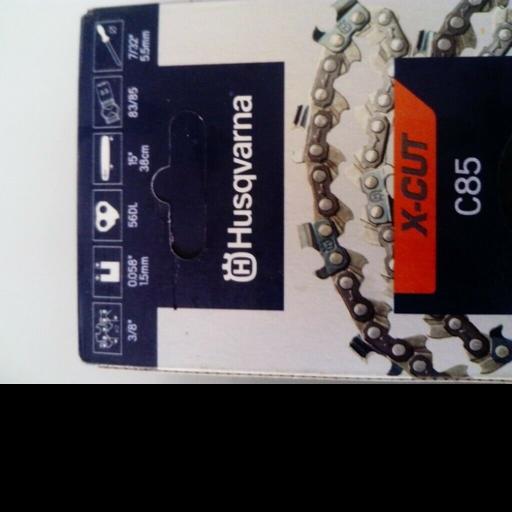 3/8"
0.058"
1.5mm
56DL
15"
38cm
83/85
7/32"
5.5mm
Husqvarna
X-CUT
C85